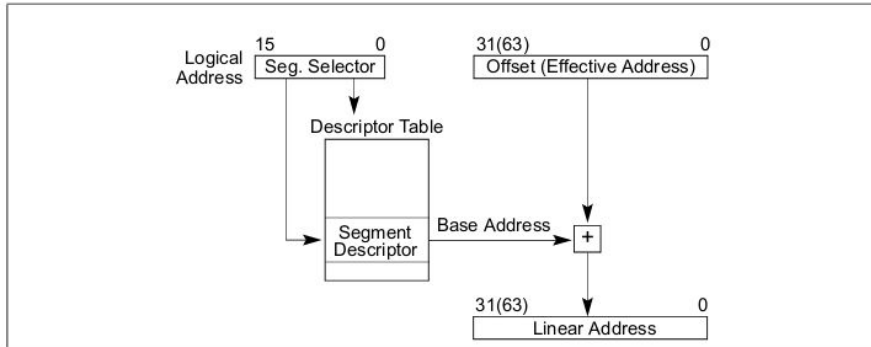 15 0 31(63) 0
Logical Address
Seg. Selector
Offset (Effective Address)
Descriptor Table
Segment Descriptor
Base Address
+
31(63) 0
Linear Address